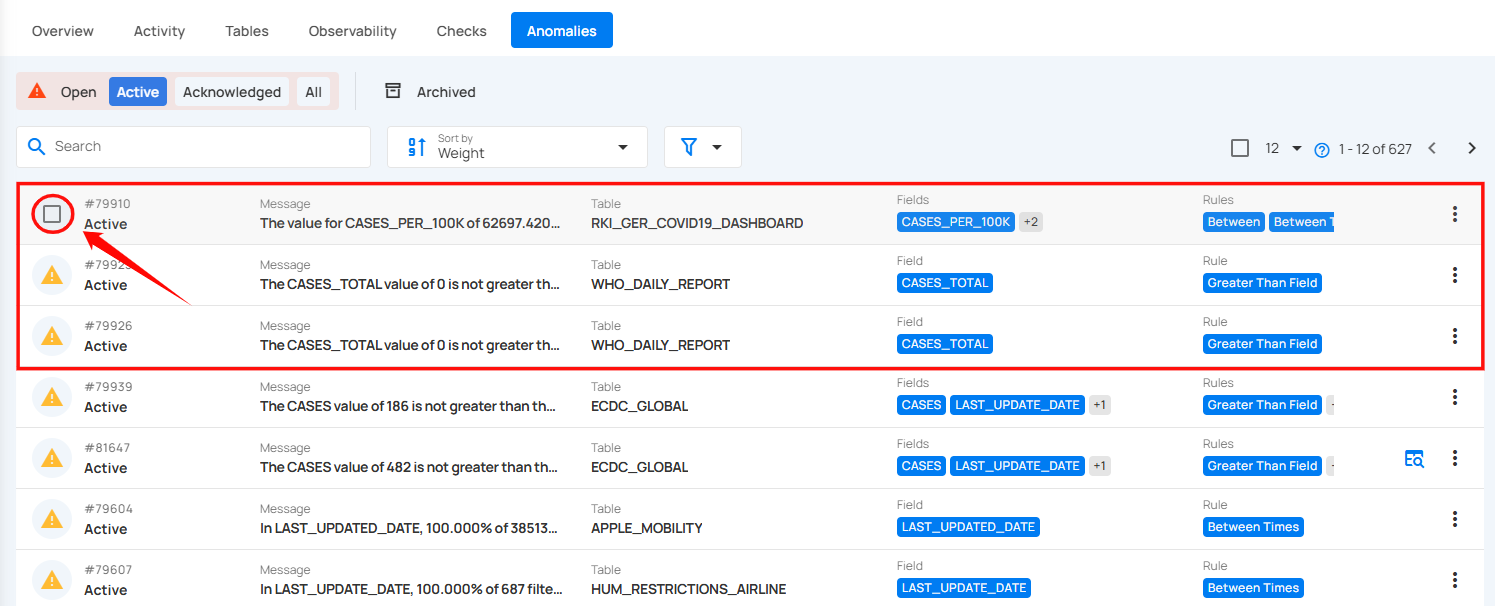 Overview Activity Tables Observability Checks Anomalies
Open Active Acknowledged All Archived
Search Sort by Weight 12 1 - 12 of 627
#79910 Message Table Fields Rules
Active The value for CASES_PER_100K of 62697.420... RKI_GER_COVID19_DASHBOARD CASES_PER_100K +2 Between Between
Message Table Field Rule
Active The CASES_TOTAL value of 0 is not greater th... WHO_DAILY_REPORT CASES_TOTAL Greater Than Field
#79926 Message Table Field Rule
Active The CASES_TOTAL value of 0 is not greater th... WHO_DAILY_REPORT CASES_TOTAL Greater Than Field
#79939 Message Table Fields Rules
Active The CASES value of 186 is not greater than th... ECDC_GLOBAL CASES LAST_UPDATE_DATE +1 Greater Than Field
#81647 Message Table Fields Rules
Active The CASES value of 482 is not greater than th... ECDC_GLOBAL CASES LAST_UPDATE_DATE +1 Greater Than Field
#79604 Message Table Field Rule
Active In LAST_UPDATED_DATE, 100.000% of 38513... APPLE_MOBILITY LAST_UPDATED_DATE Between Times
#79607 Message Table Field Rule
Active In LAST_UPDATE_DATE, 100.000% of 687 filte... HUM_RESTRICTIONS_AIRLINE LAST_UPDATE_DATE Between Times